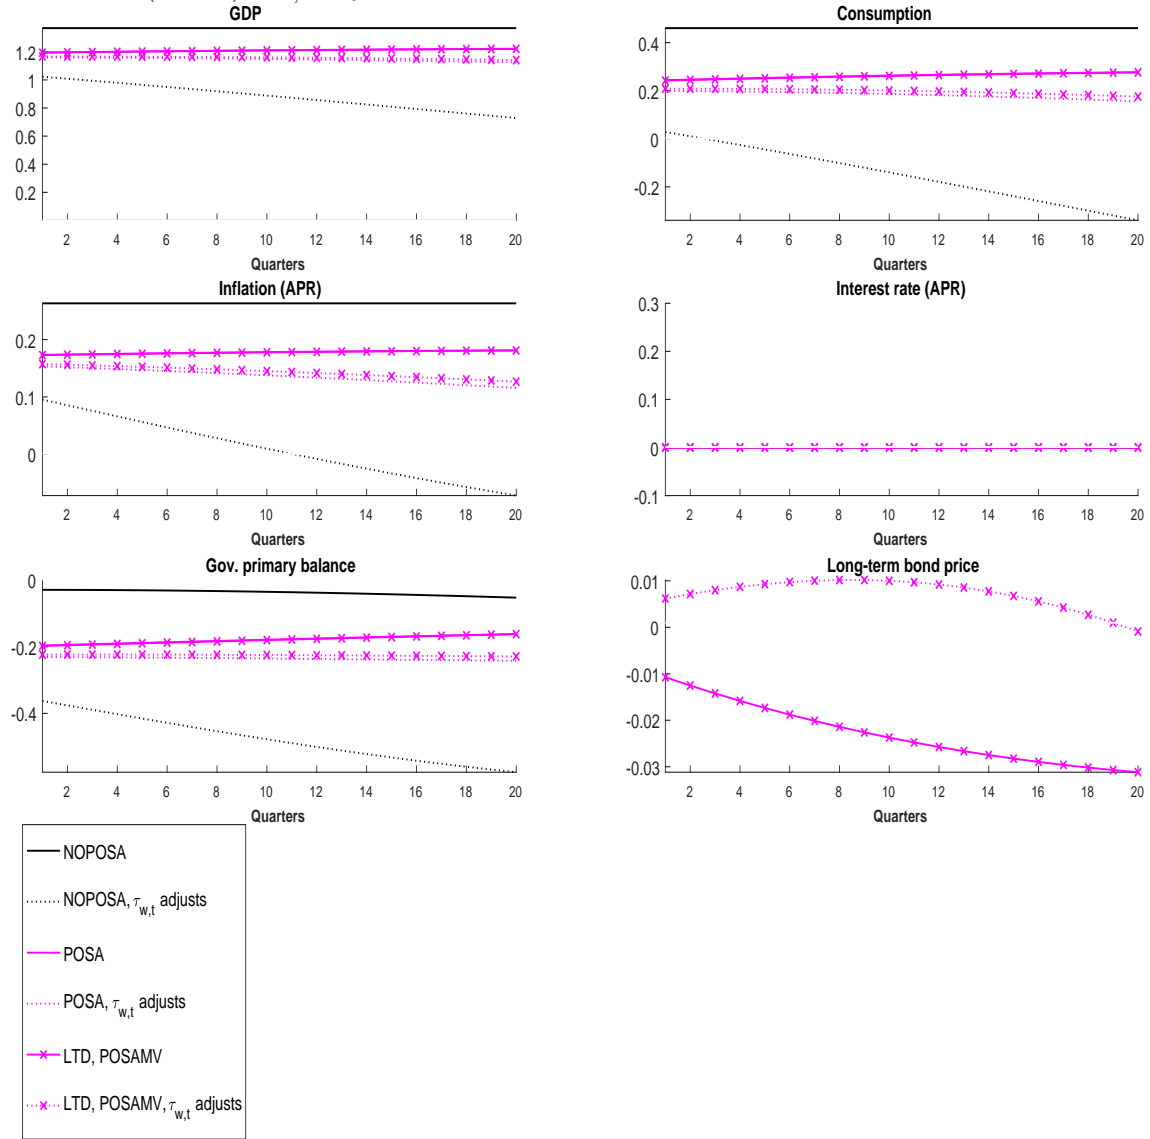 GDP
1.2
1
0.8
0.6
0.4
0.2
2 4 6 8 10 12 14 16 18 20
Quarters
Consumption
0.4
0.2
0
-0.2
2 4 6 8 10 12 14 16 18 20
Quarters
Inflation (APR)
0.2
0.1
0
2 4 6 8 10 12 14 16 18 20
Quarters
Interest rate (APR)
0.3
0.2
0.1
0
-0.1
2 4 6 8 10 12 14 16 18 20
Quarters
Gov. primary balance
0
-0.2
-0.4
2 4 6 8 10 12 14 16 18 20
Quarters
Long-term bond price
0.01
0
-0.01
-0.02
-0.03
2 4 6 8 10 12 14 16 18 20
Quarters
NOPOSA
NOPOSA, τw,t adjusts
POSA
POSA, τw,t adjusts
LTD, POSAMV
LTD, POSAMV, τw,t adjusts